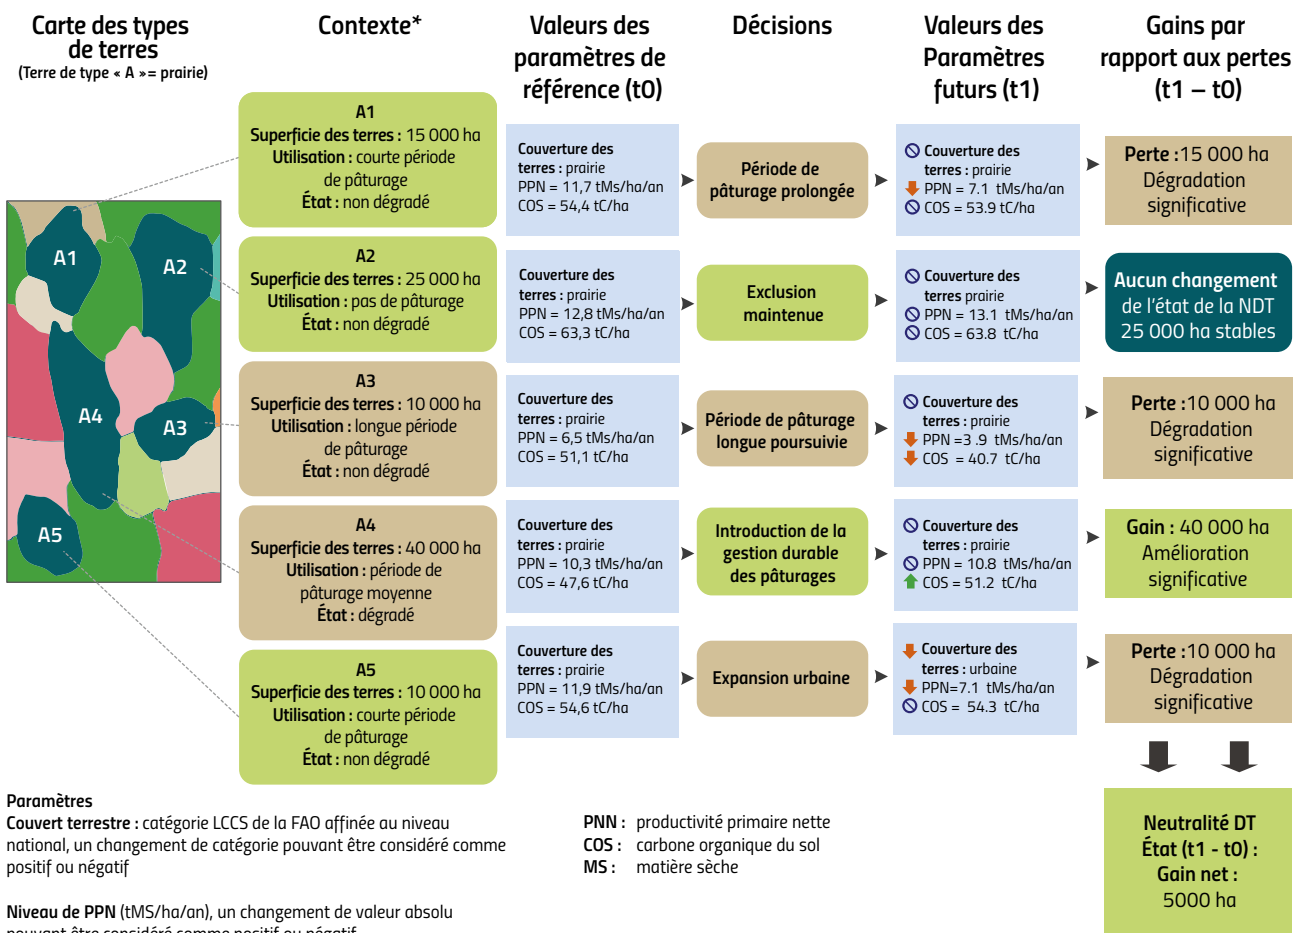 Carte des types
de terres
(Terre de type « A »= prairie)
Contexte*
Valeurs des
paramètres de
référence (t0)
Décisions
Valeurs des
Paramètres
futurs (t1)
Gains par
rapport aux pertes
(t1 – t0)
A1
A2
A4
A3
A5
A1
Superficie des terres : 15 000 ha
Utilisation : courte période
de pâturage
État : non dégradé
Couverture des
terres : prairie
PPN = 11,7 tMs/ha/an
COS = 54,4 tC/ha
Période de
pâturage prolongée
Couverture des
terres : prairie
PPN = 7.1 tMs/ha/an
COS = 53.9 tC/ha
Perte :15 000 ha
Dégradation
significative
A2
Superficie des terres : 25 000 ha
Utilisation : pas de pâturage
État : non dégradé
Couverture des
terres : prairie
PPN = 12,8 tMs/ha/an
COS = 63,3 tC/ha
Exclusion
maintenue
Couverture des
terres prairie
PPN = 13.1 tMs/ha/an
COS = 63.8 tC/ha
Aucun changement
de l'état de la NDT
25 000 ha stables
A3
Superficie des terres : 10 000 ha
Utilisation : longue période
de pâturage
État : non dégradé
Couverture des
terres : prairie
PPN = 6,5 tMs/ha/an
COS = 51,1 tC/ha
Période de pâturage
longue poursuivie
Couverture des
terres : prairie
PPN =3 .9 tMs/ha/an
COS = 40.7 tC/ha
Perte :10 000 ha
Dégradation
significative
A4
Superficie des terres : 40 000 ha
Utilisation : période de
pâturage moyenne
État : dégradé
Couverture des
terres : prairie
PPN = 10,3 tMs/ha/an
COS = 47,6 tC/ha
Introduction de la
gestion durable
des pâturages
Couverture des
terres : prairie
PPN = 10.8 tMs/ha/an
COS = 51.2 tC/ha
Gain : 40 000 ha
Amélioration
significative
A5
Superficie des terres : 10 000 ha
Utilisation : courte période
de pâturage
État : non dégradé
Couverture des
terres : prairie
PPN = 11,9 tMs/ha/an
COS = 54,6 tC/ha
Expansion urbaine
Couverture des
terres : urbaine
PPN=7.1 tMs/ha/an
COS = 54.3 tC/ha
Perte :10 000 ha
Dégradation
significative
Neutralité DT
État (t1 - t0) :
Gain net :
5000 ha
Paramètres
Couvert terrestre : catégorie LCCS de la FAO affinée au niveau
national, un changement de catégorie pouvant être considéré comme
positif ou négatif
Niveau de PPN (tMS/ha/an), un changement de valeur absolu
pouvant être considéré comme positif ou négatif
PNN : productivité primaire nette
COS : carbone organique du sol
MS : matière sèche